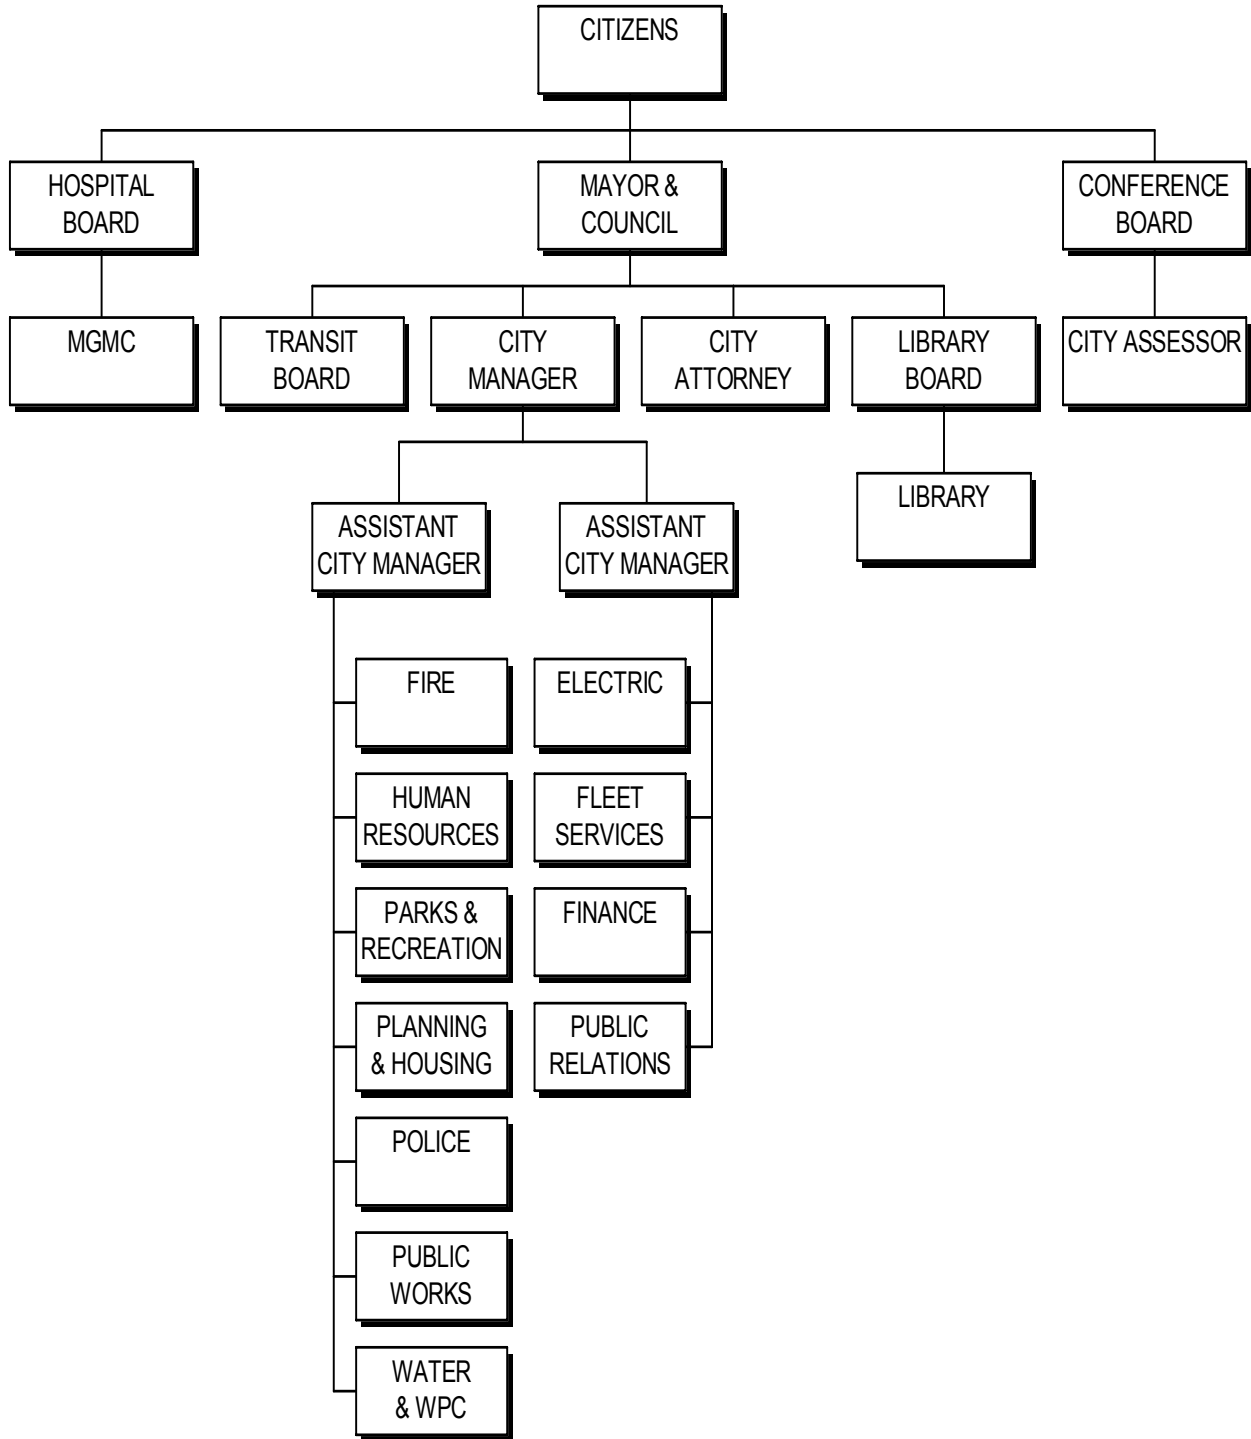 CITIZENS
HOSPITAL
BOARD
MAYOR &
COUNCIL
CONFERENCE
BOARD
MGMC
TRANSIT
BOARD
CITY
MANAGER
CITY
ATTORNEY
LIBRARY
BOARD
CITY ASSESSOR
LIBRARY
ASSISTANT
CITY MANAGER
ASSISTANT
CITY MANAGER
FIRE
ELECTRIC
HUMAN
RESOURCES
FLEET
SERVICES
PARKS &
RECREATION
FINANCE
PLANNING
& HOUSING
PUBLIC
RELATIONS
POLICE
PUBLIC
WORKS
WATER
& WPC